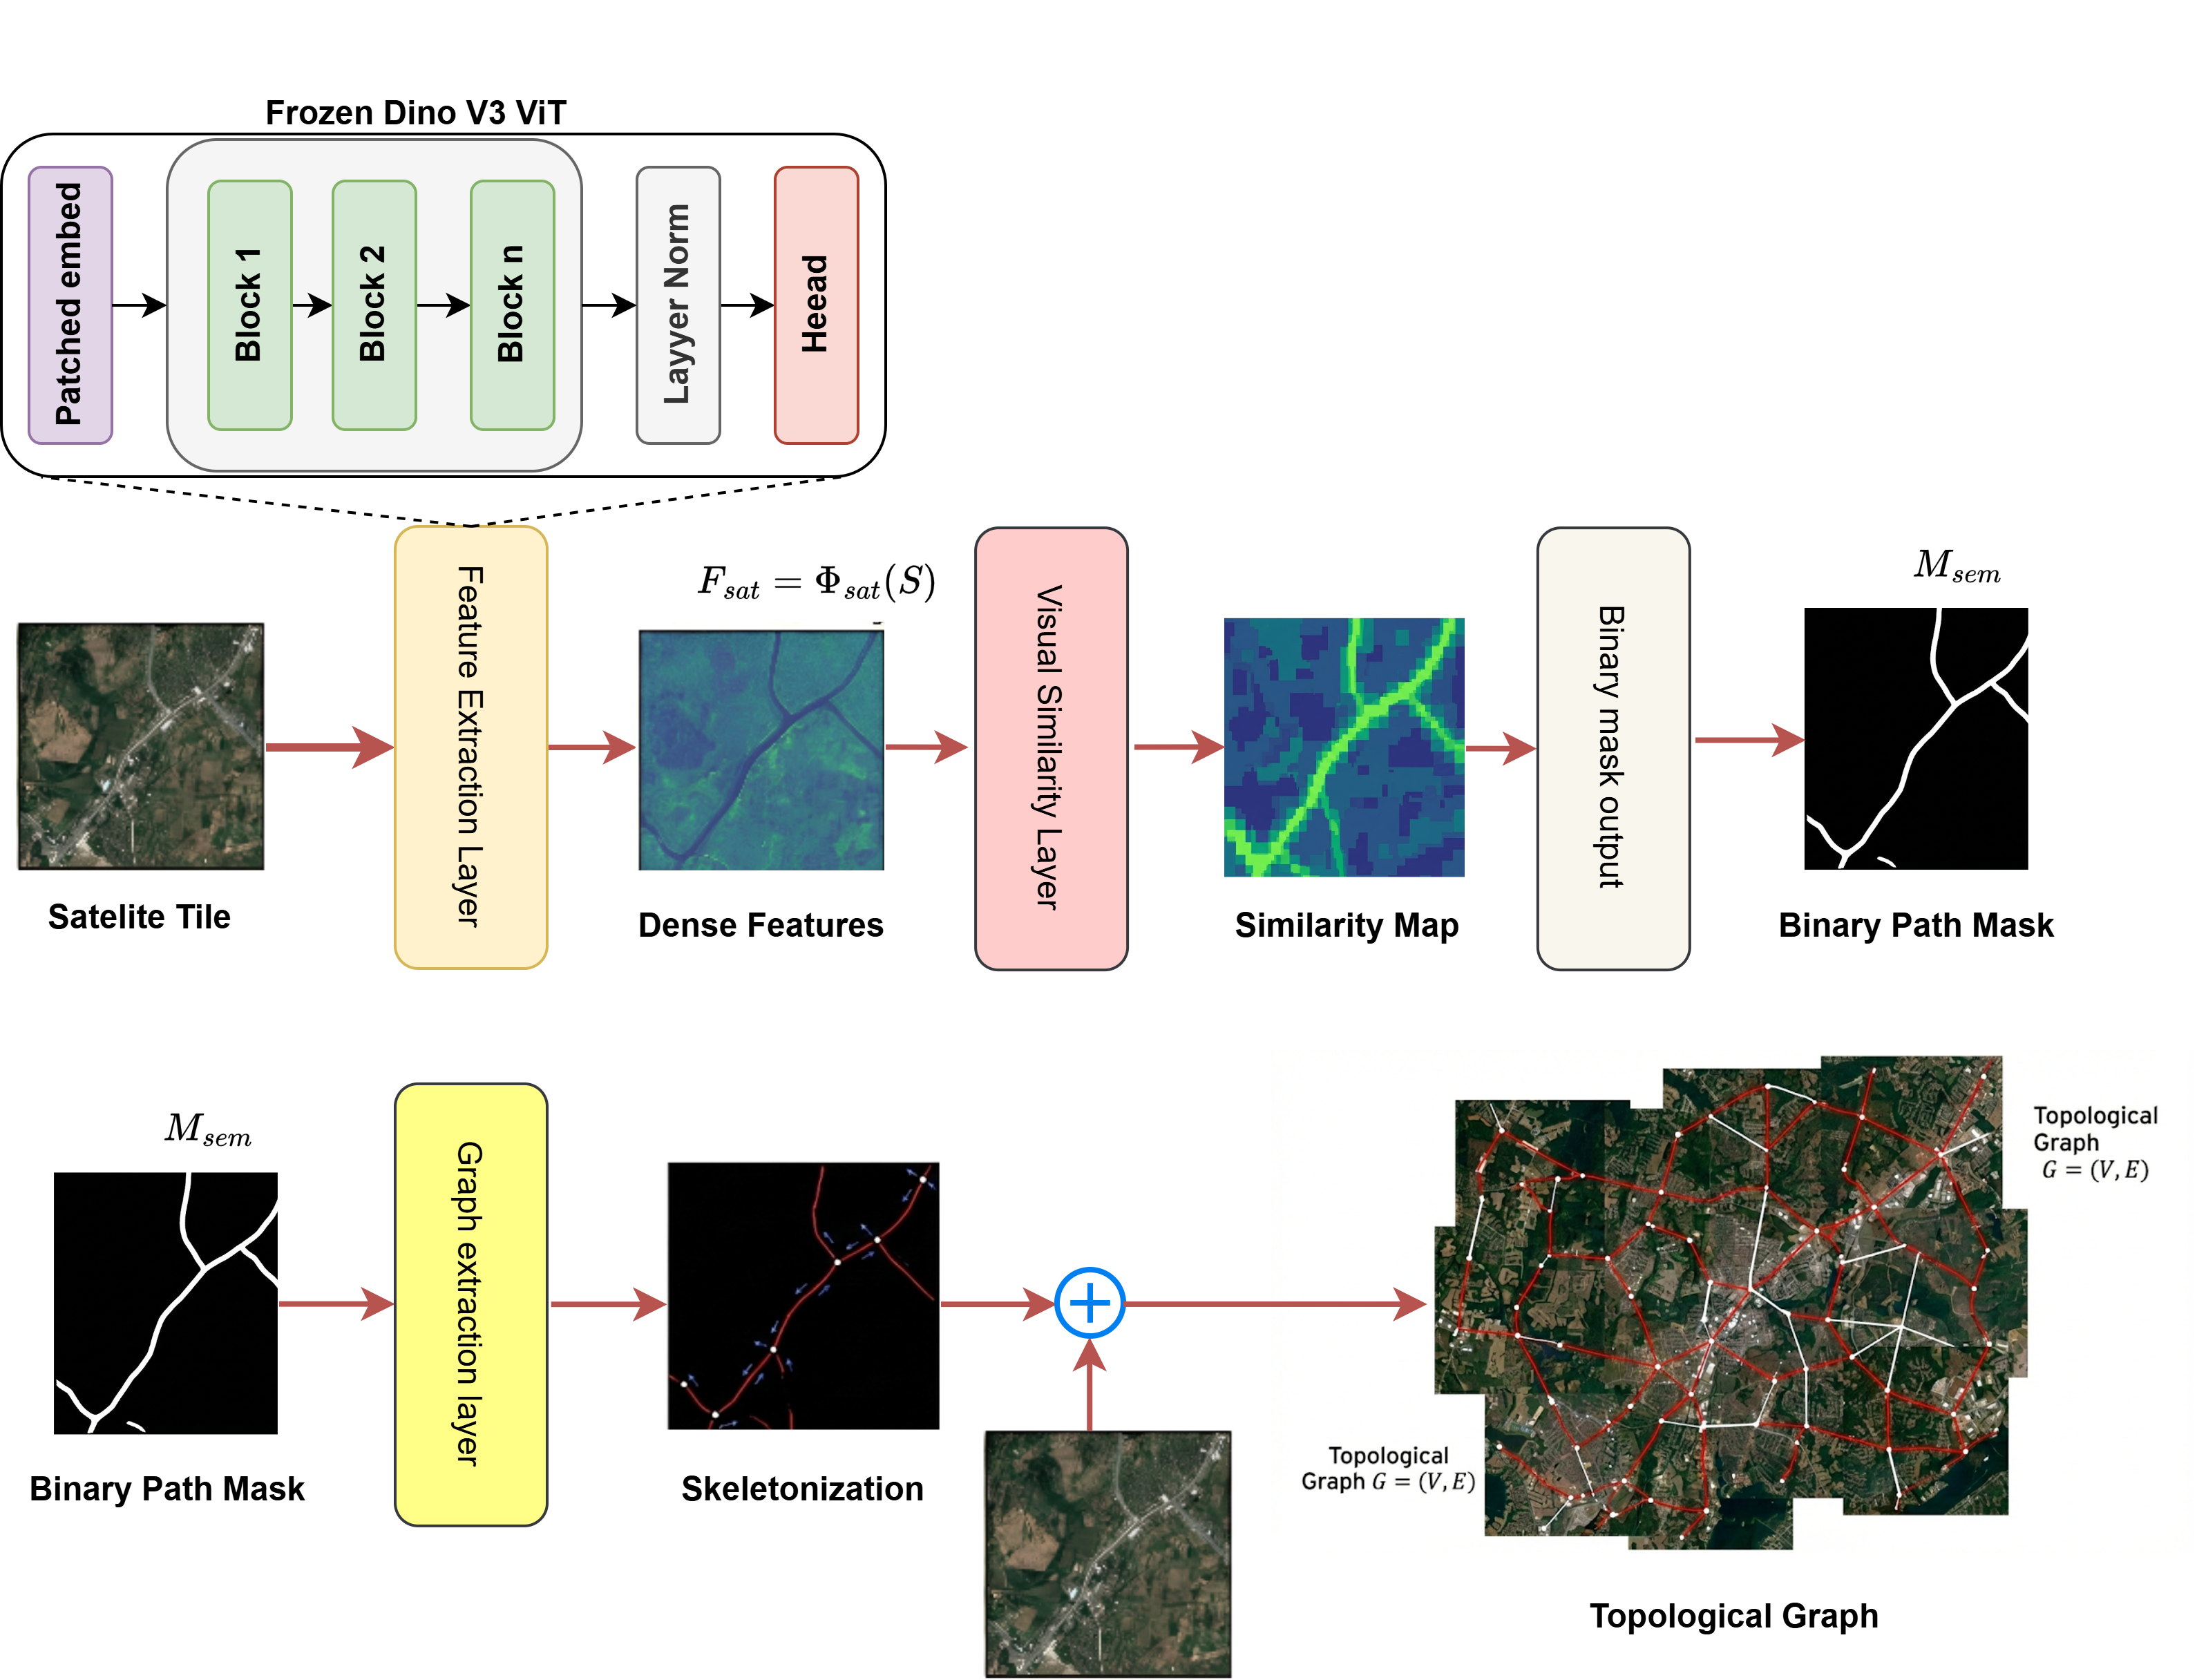 Frozen Dino V3 ViT
Patched embed
Block 1
Block 2
Block n
Layyer Norm
Heead
Feature Extraction Layer
F_sat = Φ_sat(S)
Visual Similarity Layer
Binary mask output
M_sem
Satelite Tile
Dense Features
Similarity Map
Binary Path Mask
M_sem
Graph extraction layer
Topological
Graph
G = (V, E)
Topological
Graph G = (V, E)
Binary Path Mask
Skeletonization
Topological Graph